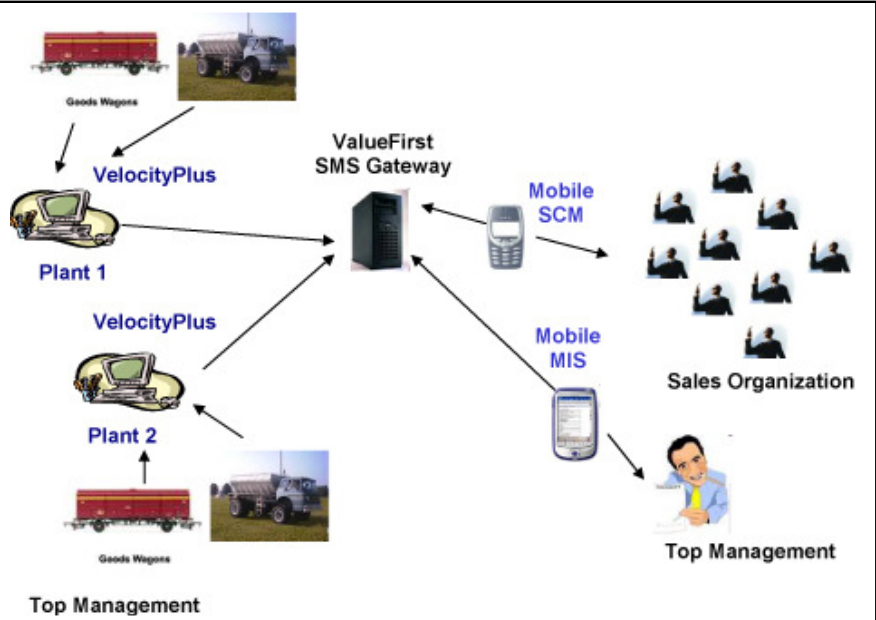 Goods Wagons
VelocityPlus
Plant 1
ValueFirst
SMS Gateway
Mobile
SCM
Sales Organization
VelocityPlus
Plant 2
Mobile
MIS
Goods Wagons
Top Management
Top Management